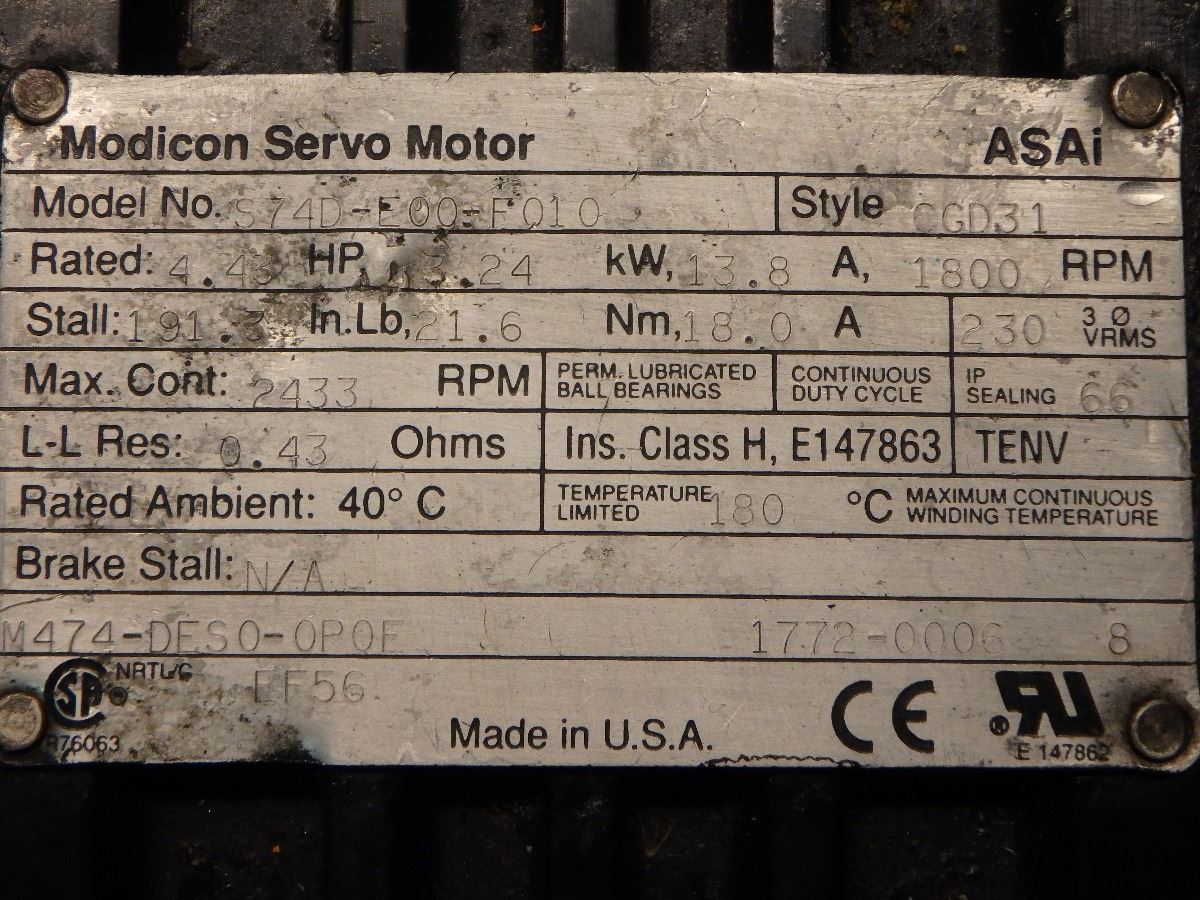 Modicon Servo Motor ASAi
Model No. S74D-E00-F010 Style CGD31
Rated: 4.43 HP, 3.24 kW, 13.8 A, 1800 RPM
Stall: 191.3 In.Lb, 21.6 Nm, 18.0 A 230 3 Ø VRMS
Max. Cont: 2433 RPM PERM. LUBRICATED BALL BEARINGS CONTINUOUS DUTY CYCLE IP SEALING 66
L-L Res: 0.43 Ohms Ins. Class H, E147863 TENV
Rated Ambient: 40° C TEMPERATURE LIMITED 180 °C MAXIMUM CONTINUOUS WINDING TEMPERATURE
Brake Stall: N/A
M474-DES0-0P0E 1772-0006 8
SA NRTL/C EF56
R76063 Made in U.S.A. CE ® E 147862